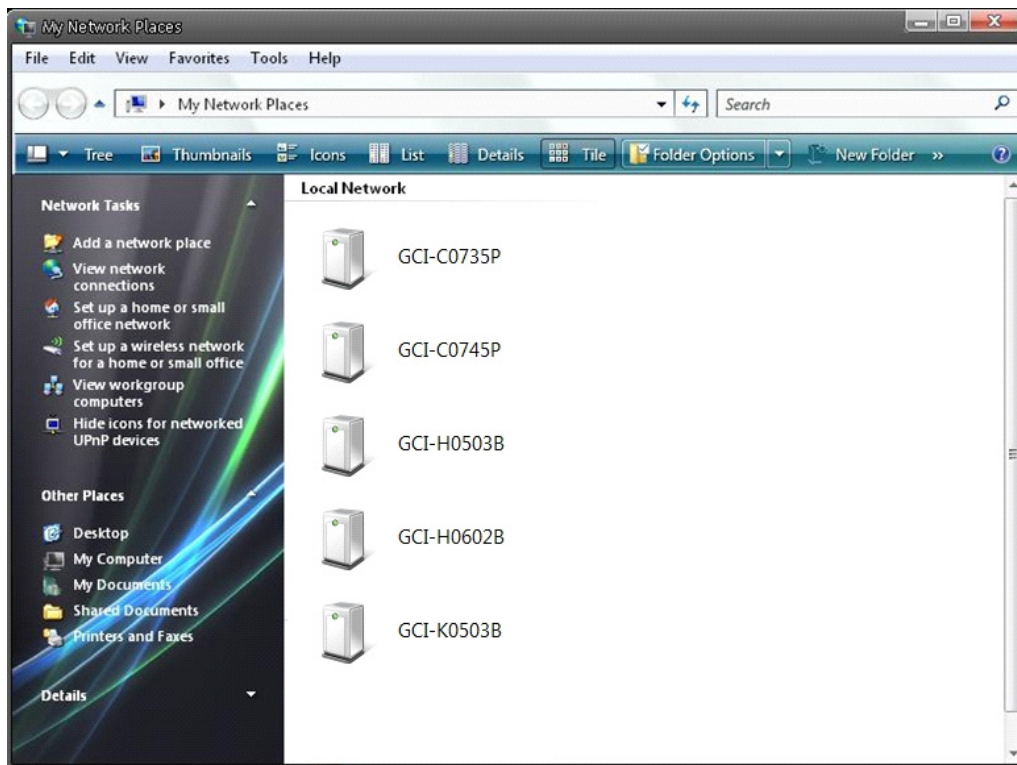 My Network Places
File Edit View Favorites Tools Help
My Network Places
Search
Tree Thumbnails Icons List Details Tile Folder Options New Folder »
Network Tasks
Add a network place
View network
connections
Set up a home or small
office network
Set up a wireless network
for a home or small office
View workgroup
computers
Hide icons for networked
UPnP devices
Other Places
Desktop
My Computer
My Documents
Shared Documents
Printers and Faxes
Details
Local Network
GCI-C0735P
GCI-C0745P
GCI-H0503B
GCI-H0602B
GCI-K0503B